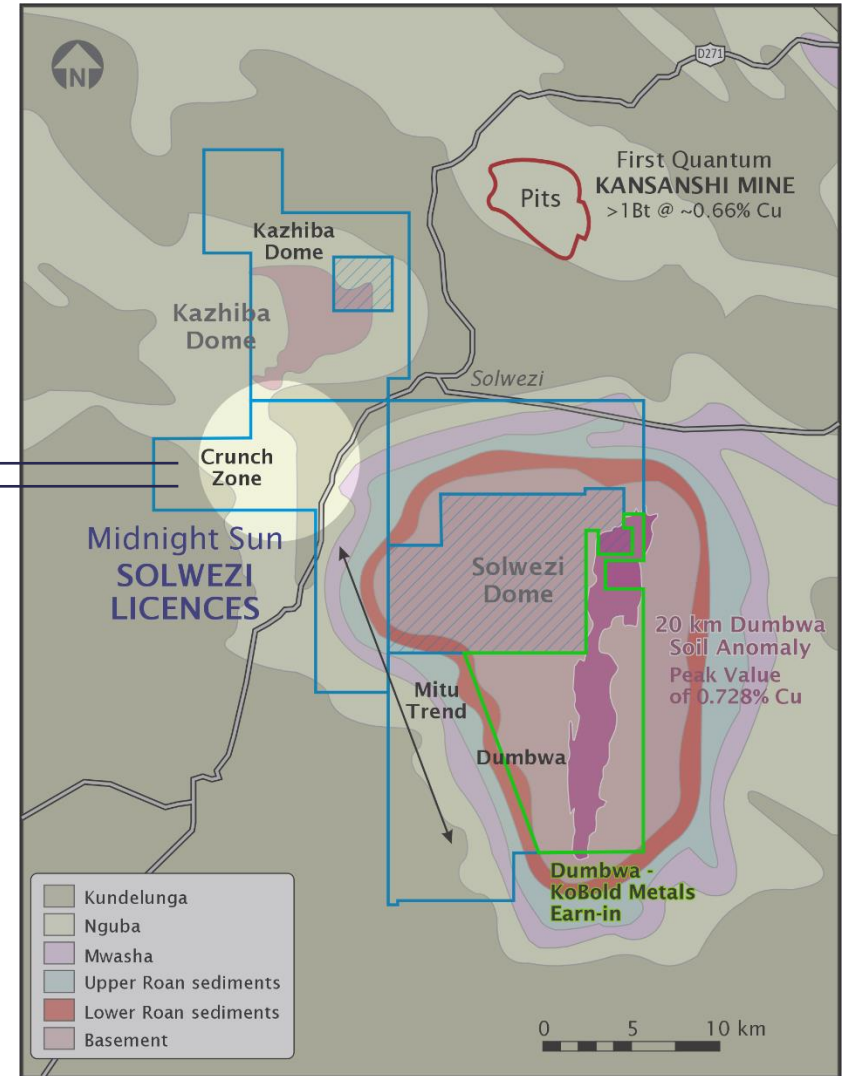 N
D271
First Quantum
KANSANSHI MINE
>1Bt @ ~0.66% Cu
Pits
Kazhiba
Dome
Kazhiba
Dome
Solwezi
Crunch
Zone
Midnight Sun
SOLWEZI
LICENCES
Solwezi
Dome
20 km Dumbwa
Soil Anomaly
Peak Value
of 0.728% Cu
Mitu
Trend
Dumbwa
Dumbwa -
KoBold Metals
Earn-in
Kundelunga
Nguba
Mwasha
Upper Roan sediments
Lower Roan sediments
Basement
0 5 10 km